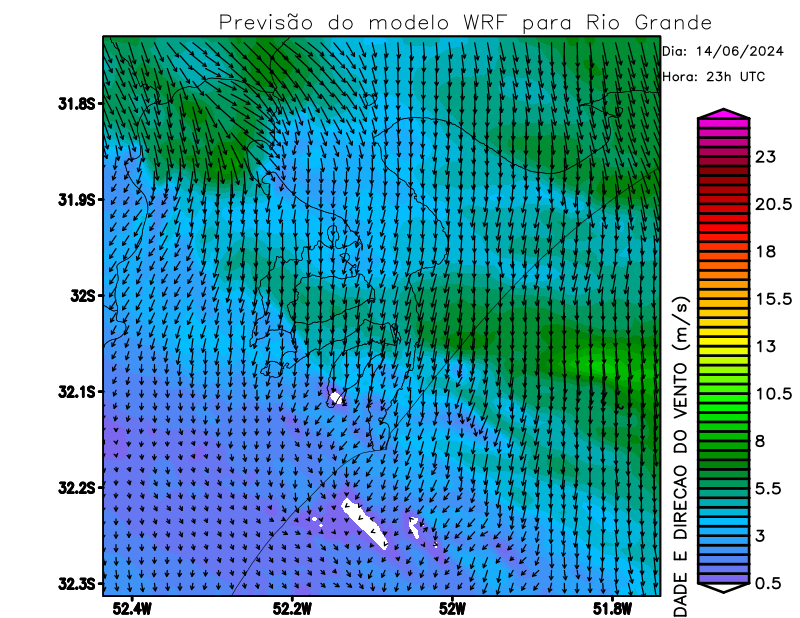 Previsão do modelo WRF para Rio Grande
Dia: 14/06/2024
Hora: 23h UTC
31.8S
31.9S
32S
32.1S
32.2S
32.3S
52.4W
52.2W
52W
51.8W
DADE E DIRECAO DO VENTO (m/s)
23
20.5
18
15.5
13
10.5
8
5.5
3
0.5